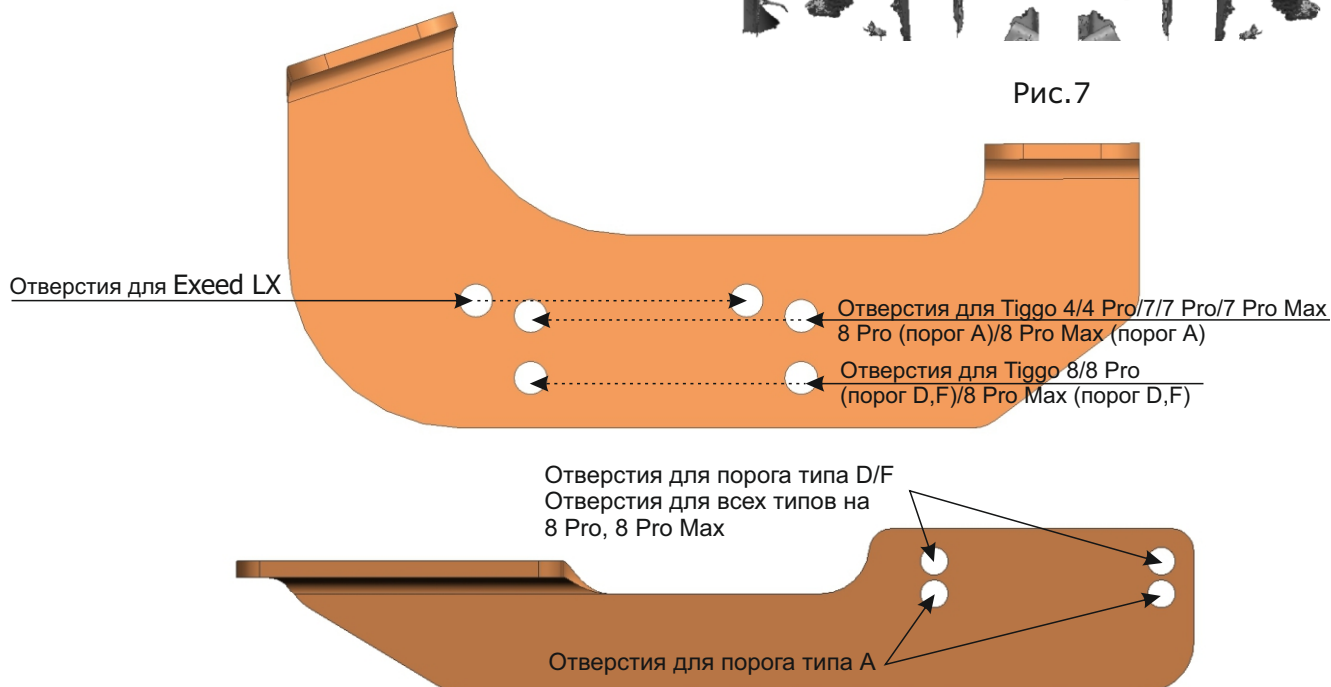 Рис.7
Отверстия для Exeed LX
Отверстия для Tiggo 4/4 Pro/7/7 Pro/7 Pro Max
8 Pro (порог A)/8 Pro Max (порог A)
Отверстия для Tiggo 8/8 Pro
(порог D,F)/8 Pro Max (порог D,F)
Отверстия для порога типа D/F
Отверстия для всех типов на
8 Pro, 8 Pro Max
Отверстия для порога типа A